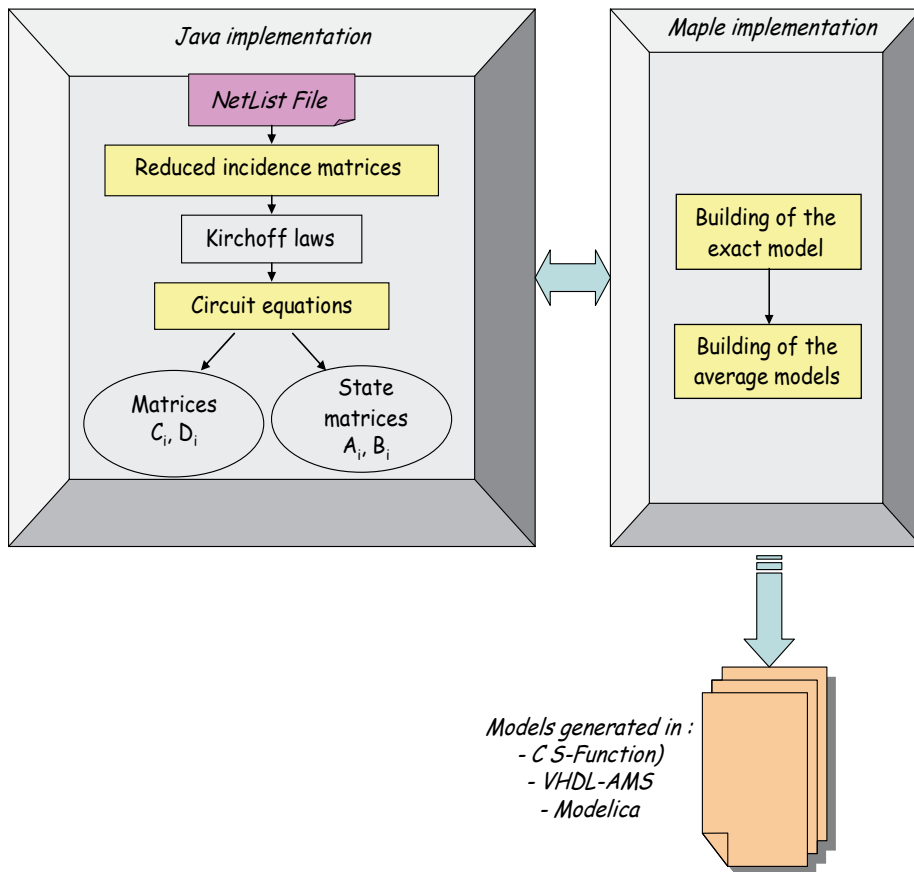 Java implementation
NetList File
Reduced incidence matrices
Kirchoff laws
Circuit equations
Matrices
Cᵢ, Dᵢ
State
matrices
Aᵢ, Bᵢ
Maple implementation
Building of the
exact model
Building of the
average models
Models generated in :
- C S-Function)
- VHDL-AMS
- Modelica